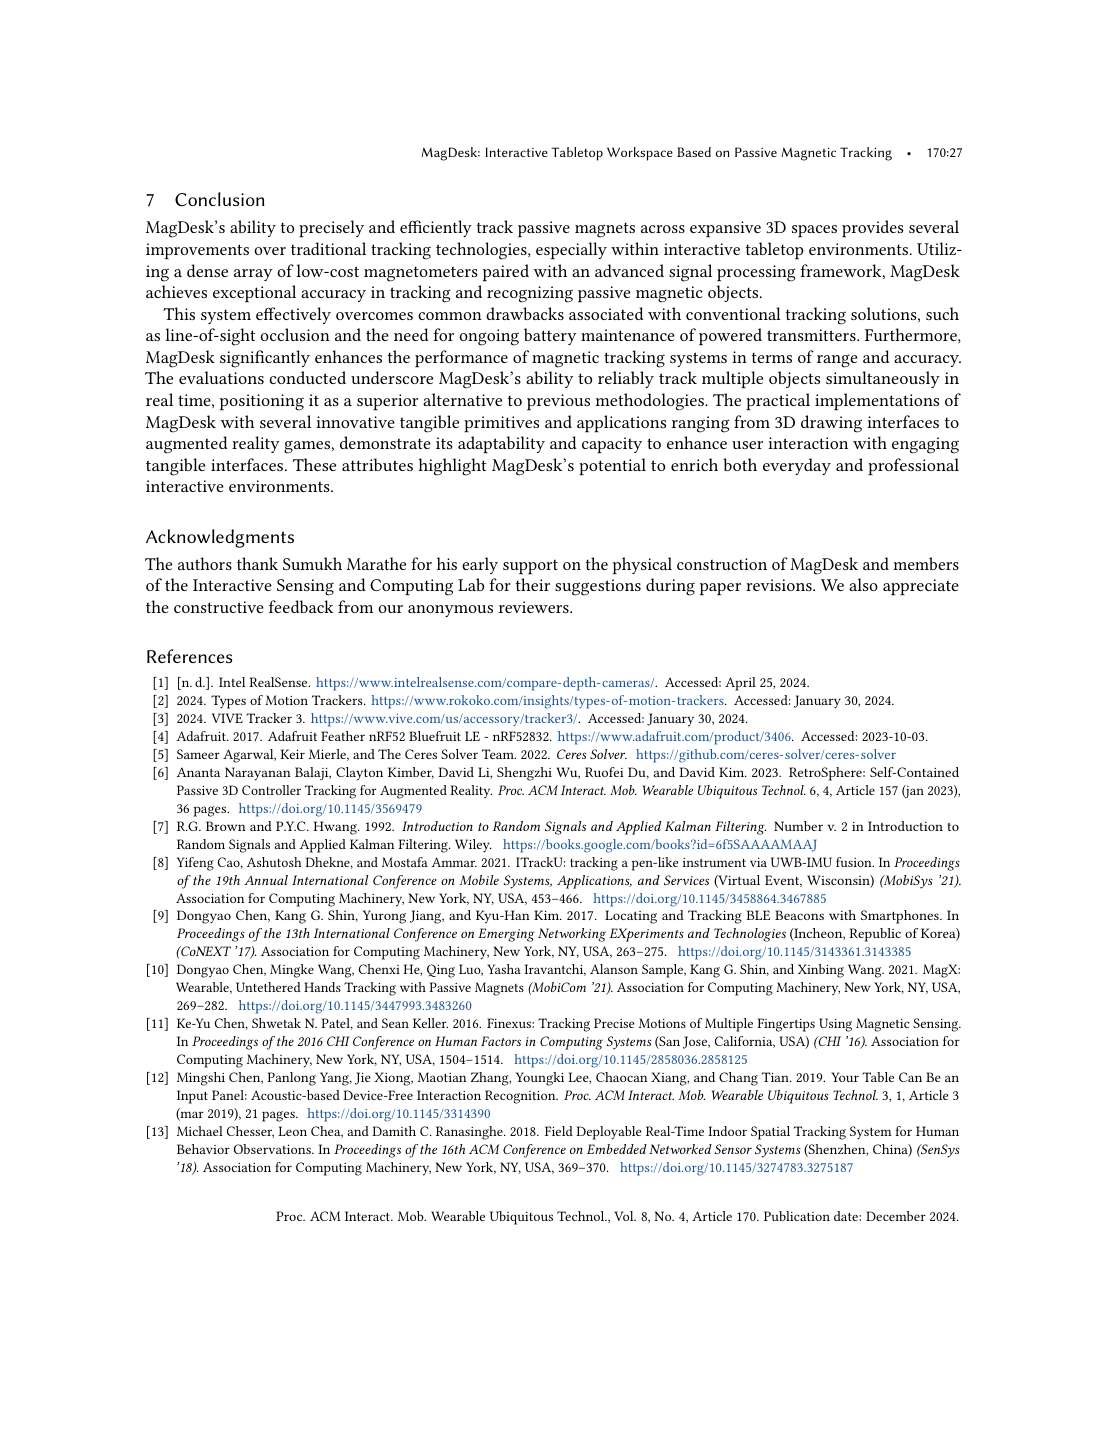 MagDesk: Interactive Tabletop Workspace Based on Passive Magnetic Tracking • 170:27
7 Conclusion
MagDesk's ability to precisely and efficiently track passive magnets across expansive 3D spaces provides several
improvements over traditional tracking technologies, especially within interactive tabletop environments. Utiliz-
ing a dense array of low-cost magnetometers paired with an advanced signal processing framework, MagDesk
achieves exceptional accuracy in tracking and recognizing passive magnetic objects.
This system effectively overcomes common drawbacks associated with conventional tracking solutions, such
as line-of-sight occlusion and the need for ongoing battery maintenance of powered transmitters. Furthermore,
MagDesk significantly enhances the performance of magnetic tracking systems in terms of range and accuracy.
The evaluations conducted underscore MagDesk's ability to reliably track multiple objects simultaneously in
real time, positioning it as a superior alternative to previous methodologies. The practical implementations of
MagDesk with several innovative tangible primitives and applications ranging from 3D drawing interfaces to
augmented reality games, demonstrate its adaptability and capacity to enhance user interaction with engaging
tangible interfaces. These attributes highlight MagDesk's potential to enrich both everyday and professional
interactive environments.
Acknowledgments
The authors thank Sumukh Marathe for his early support on the physical construction of MagDesk and members
of the Interactive Sensing and Computing Lab for their suggestions during paper revisions. We also appreciate
the constructive feedback from our anonymous reviewers.
References
[1] [n. d.]. Intel RealSense. https://www.intelrealsense.com/compare-depth-cameras/. Accessed: April 25, 2024.
[2] 2024. Types of Motion Trackers. https://www.rokoko.com/insights/types-of-motion-trackers. Accessed: January 30, 2024.
[3] 2024. VIVE Tracker 3. https://www.vive.com/us/accessory/tracker3/. Accessed: January 30, 2024.
[4] Adafruit. 2017. Adafruit Feather nRF52 Bluefruit LE - nRF52832. https://www.adafruit.com/product/3406. Accessed: 2023-10-03.
[5] Sameer Agarwal, Keir Mierle, and The Ceres Solver Team. 2022. Ceres Solver. https://github.com/ceres-solver/ceres-solver
[6] Ananta Narayanan Balaji, Clayton Kimber, David Li, Shengzhi Wu, Ruofei Du, and David Kim. 2023. RetroSphere: Self-Contained
Passive 3D Controller Tracking for Augmented Reality. Proc. ACM Interact. Mob. Wearable Ubiquitous Technol. 6, 4, Article 157 (jan 2023),
36 pages. https://doi.org/10.1145/3569479
[7] R.G. Brown and P.Y.C. Hwang. 1992. Introduction to Random Signals and Applied Kalman Filtering. Number v. 2 in Introduction to
Random Signals and Applied Kalman Filtering. Wiley. https://books.google.com/books?id=6f5SAAAAMAAJ
[8] Yifeng Cao, Ashutosh Dhekne, and Mostafa Ammar. 2021. ITrackU: tracking a pen-like instrument via UWB-IMU fusion. In Proceedings
of the 19th Annual International Conference on Mobile Systems, Applications, and Services (Virtual Event, Wisconsin) (MobiSys '21).
Association for Computing Machinery, New York, NY, USA, 453–466. https://doi.org/10.1145/3458864.3467885
[9] Dongyao Chen, Kang G. Shin, Yurong Jiang, and Kyu-Han Kim. 2017. Locating and Tracking BLE Beacons with Smartphones. In
Proceedings of the 13th International Conference on Emerging Networking EXperiments and Technologies (Incheon, Republic of Korea)
(CoNEXT '17). Association for Computing Machinery, New York, NY, USA, 263–275. https://doi.org/10.1145/3143361.3143385
[10] Dongyao Chen, Mingke Wang, Chenxi He, Qing Luo, Yasha Iravantchi, Alanson Sample, Kang G. Shin, and Xinbing Wang. 2021. MagX:
Wearable, Untethered Hands Tracking with Passive Magnets (MobiCom '21). Association for Computing Machinery, New York, NY, USA,
269–282. https://doi.org/10.1145/3447993.3483260
[11] Ke-Yu Chen, Shwetak N. Patel, and Sean Keller. 2016. Finexus: Tracking Precise Motions of Multiple Fingertips Using Magnetic Sensing.
In Proceedings of the 2016 CHI Conference on Human Factors in Computing Systems (San Jose, California, USA) (CHI '16). Association for
Computing Machinery, New York, NY, USA, 1504–1514. https://doi.org/10.1145/2858036.2858125
[12] Mingshi Chen, Panlong Yang, Jie Xiong, Maotian Zhang, Youngki Lee, Chaocan Xiang, and Chang Tian. 2019. Your Table Can Be an
Input Panel: Acoustic-based Device-Free Interaction Recognition. Proc. ACM Interact. Mob. Wearable Ubiquitous Technol. 3, 1, Article 3
(mar 2019), 21 pages. https://doi.org/10.1145/3314390
[13] Michael Chesser, Leon Chea, and Damith C. Ranasinghe. 2018. Field Deployable Real-Time Indoor Spatial Tracking System for Human
Behavior Observations. In Proceedings of the 16th ACM Conference on Embedded Networked Sensor Systems (Shenzhen, China) (SenSys
'18). Association for Computing Machinery, New York, NY, USA, 369–370. https://doi.org/10.1145/3274783.3275187
Proc. ACM Interact. Mob. Wearable Ubiquitous Technol., Vol. 8, No. 4, Article 170. Publication date: December 2024.